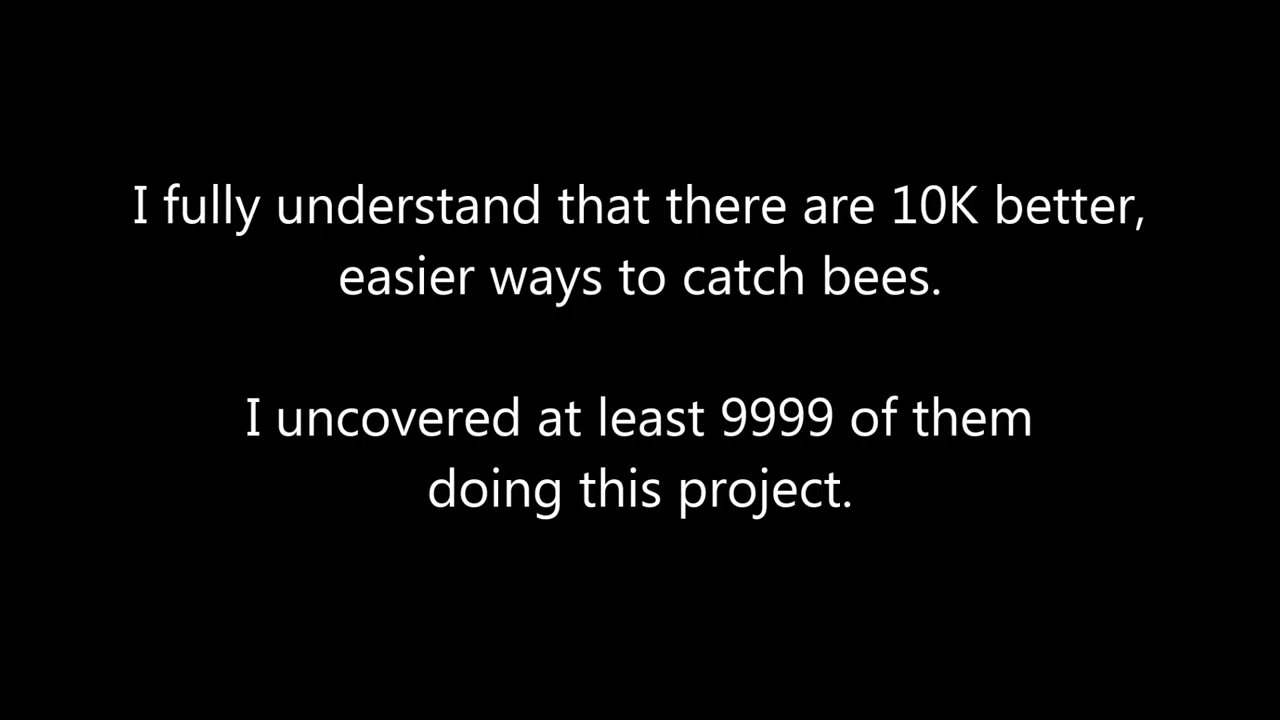 I fully understand that there are 10K better,
easier ways to catch bees.
I uncovered at least 9999 of them
doing this project.